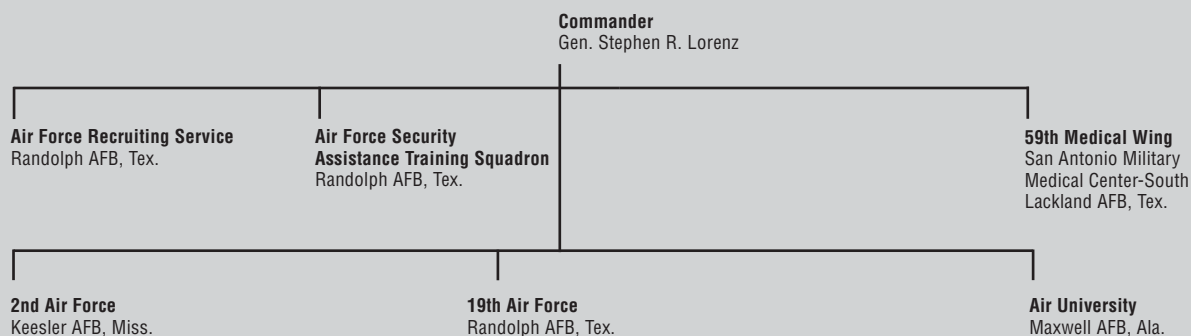 Commander
Gen. Stephen R. Lorenz
Air Force Recruiting Service
Randolph AFB, Tex.
Air Force Security
Assistance Training Squadron
Randolph AFB, Tex.
59th Medical Wing
San Antonio Military
Medical Center-South
Lackland AFB, Tex.
2nd Air Force
Keesler AFB, Miss.
19th Air Force
Randolph AFB, Tex.
Air University
Maxwell AFB, Ala.